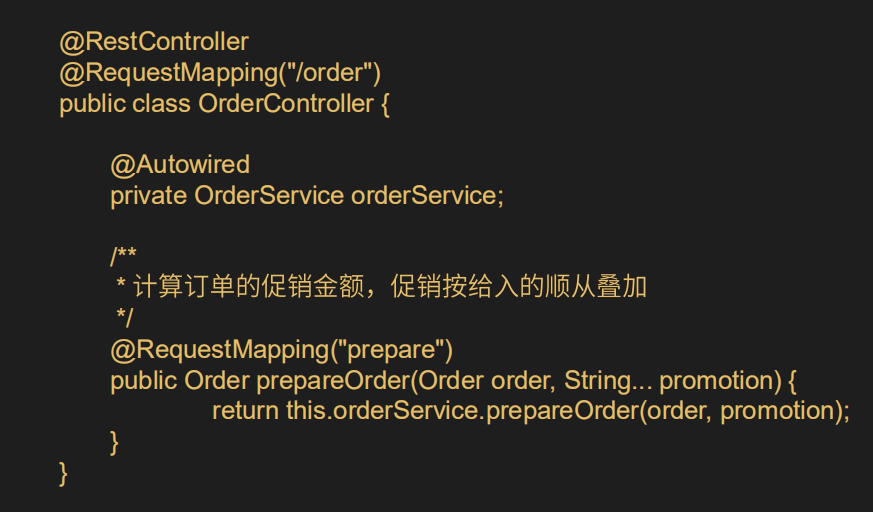 @RestController
@RequestMapping("/order")
public class OrderController {
@Autowired
private OrderService orderService;
/**
* 计算订单的促销金额，促销按给入的顺从叠加
*/
@RequestMapping("prepare")
public Order prepareOrder(Order order, String... promotion) {
return this.orderService.prepareOrder(order, promotion);
}
}